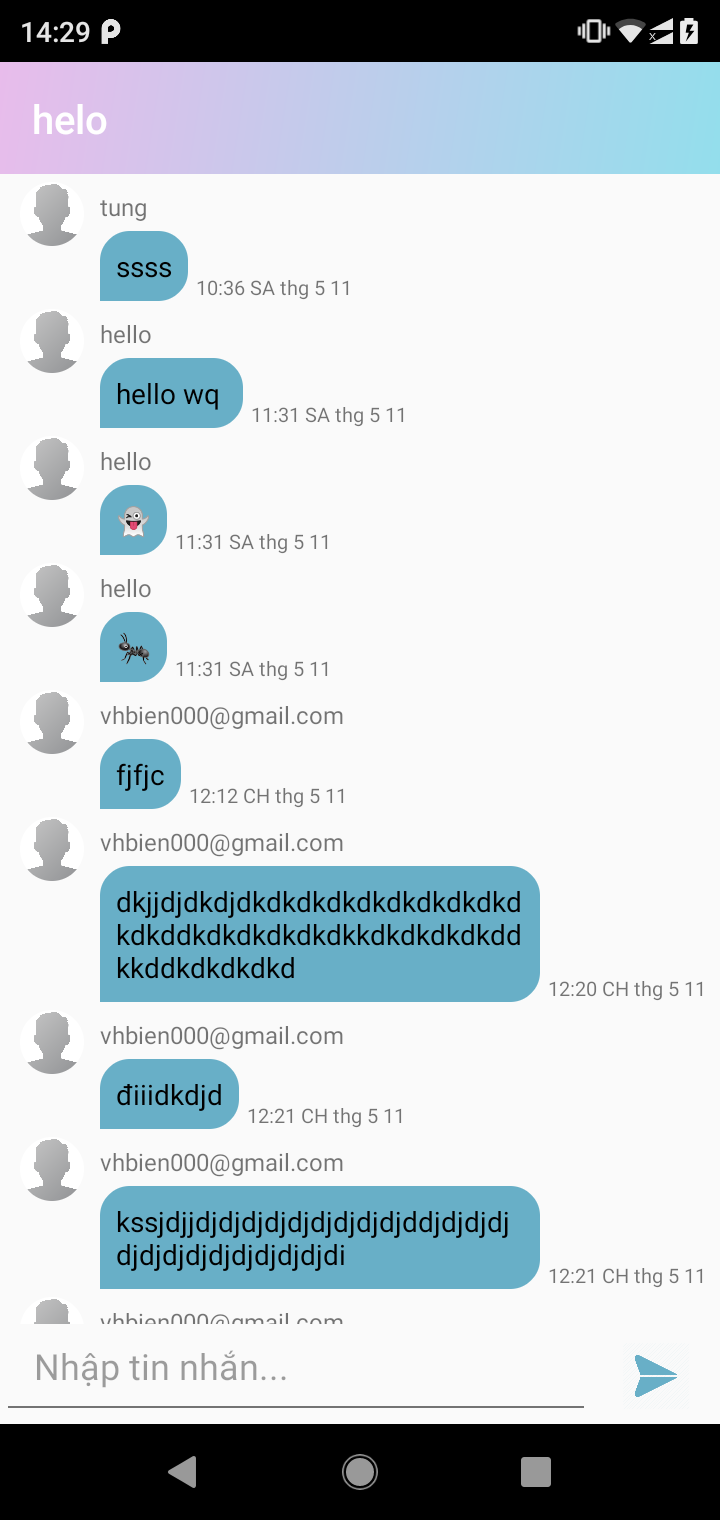 14:29
helo
tung
ssss
10:36 SA thg 5 11
hello
hello wq
11:31 SA thg 5 11
hello
👻
11:31 SA thg 5 11
hello
🐜
11:31 SA thg 5 11
vhbien000@gmail.com
fjfjc
12:12 CH thg 5 11
vhbien000@gmail.com
dkjjdjdkdjdkdkdkdkdkdkdkdkdkd
kdkddkdkdkdkdkdkkdkdkdkdkdd
kkddkdkdkdkd
12:20 CH thg 5 11
vhbien000@gmail.com
điiidkdjd
12:21 CH thg 5 11
vhbien000@gmail.com
kssjdjjdjdjdjdjdjdjdjdjdjddjdjdjdj
djdjdjdjdjdjdjdjdjdi
12:21 CH thg 5 11
vhbien000@gmail.com
Nhập tin nhắn...